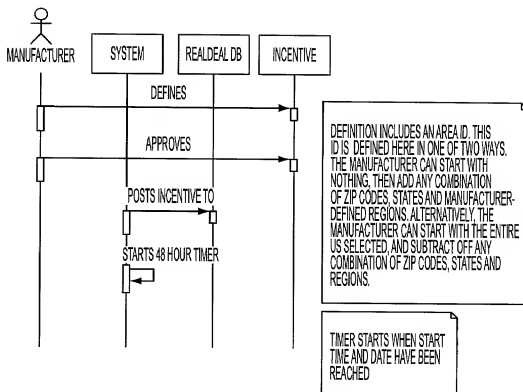 MANUFACTURER
SYSTEM
REALDEAL DB
INCENTIVE
DEFINES
APPROVES
POSTS INCENTIVE TO
STARTS 48 HOUR TIMER
DEFINITION INCLUDES AN AREA ID. THIS
ID IS DEFINED HERE IN ONE OF TWO WAYS.
THE MANUFACTURER CAN START WITH
NOTHING, THEN ADD ANY COMBINATION
OF ZIP CODES, STATES AND MANUFACTURER-
DEFINED REGIONS. ALTERNATIVELY, THE
MANUFACTURER CAN START WITH THE ENTIRE
US SELECTED, AND SUBTRACT OFF ANY
COMBINATION OF ZIP CODES, STATES AND
REGIONS.
TIMER STARTS WHEN START
TIME AND DATE HAVE BEEN
REACHED